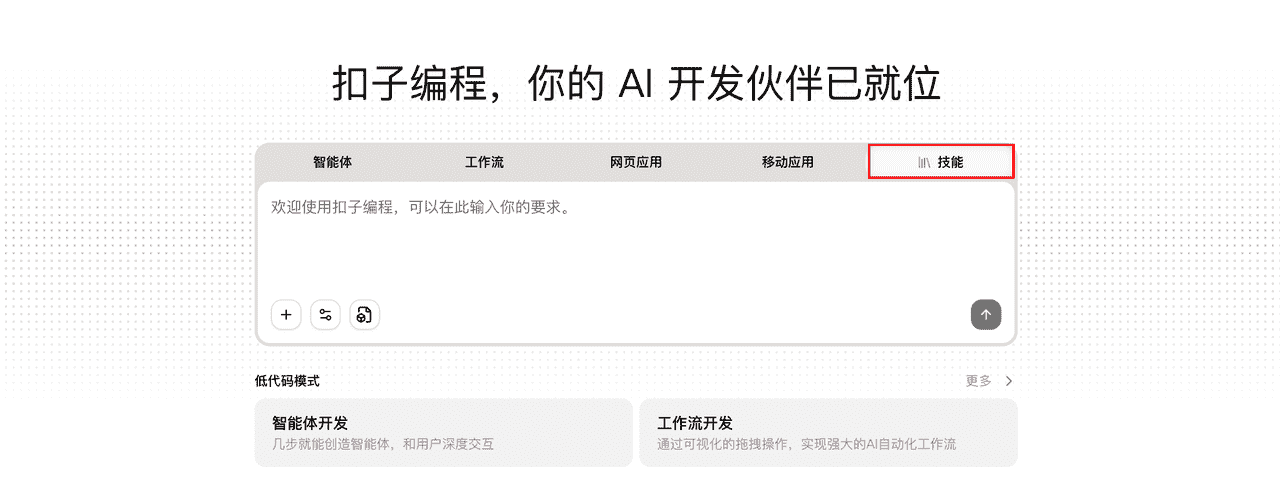 扣子编程，你的 AI 开发伙伴已就位
智能体 工作流 网页应用 移动应用 技能
欢迎使用扣子编程，可以在此输入你的要求。
低代码模式 更多
智能体开发 工作流开发
几步就能创造智能体，和用户深度交互 通过可视化的拖拽操作，实现强大的AI自动化工作流